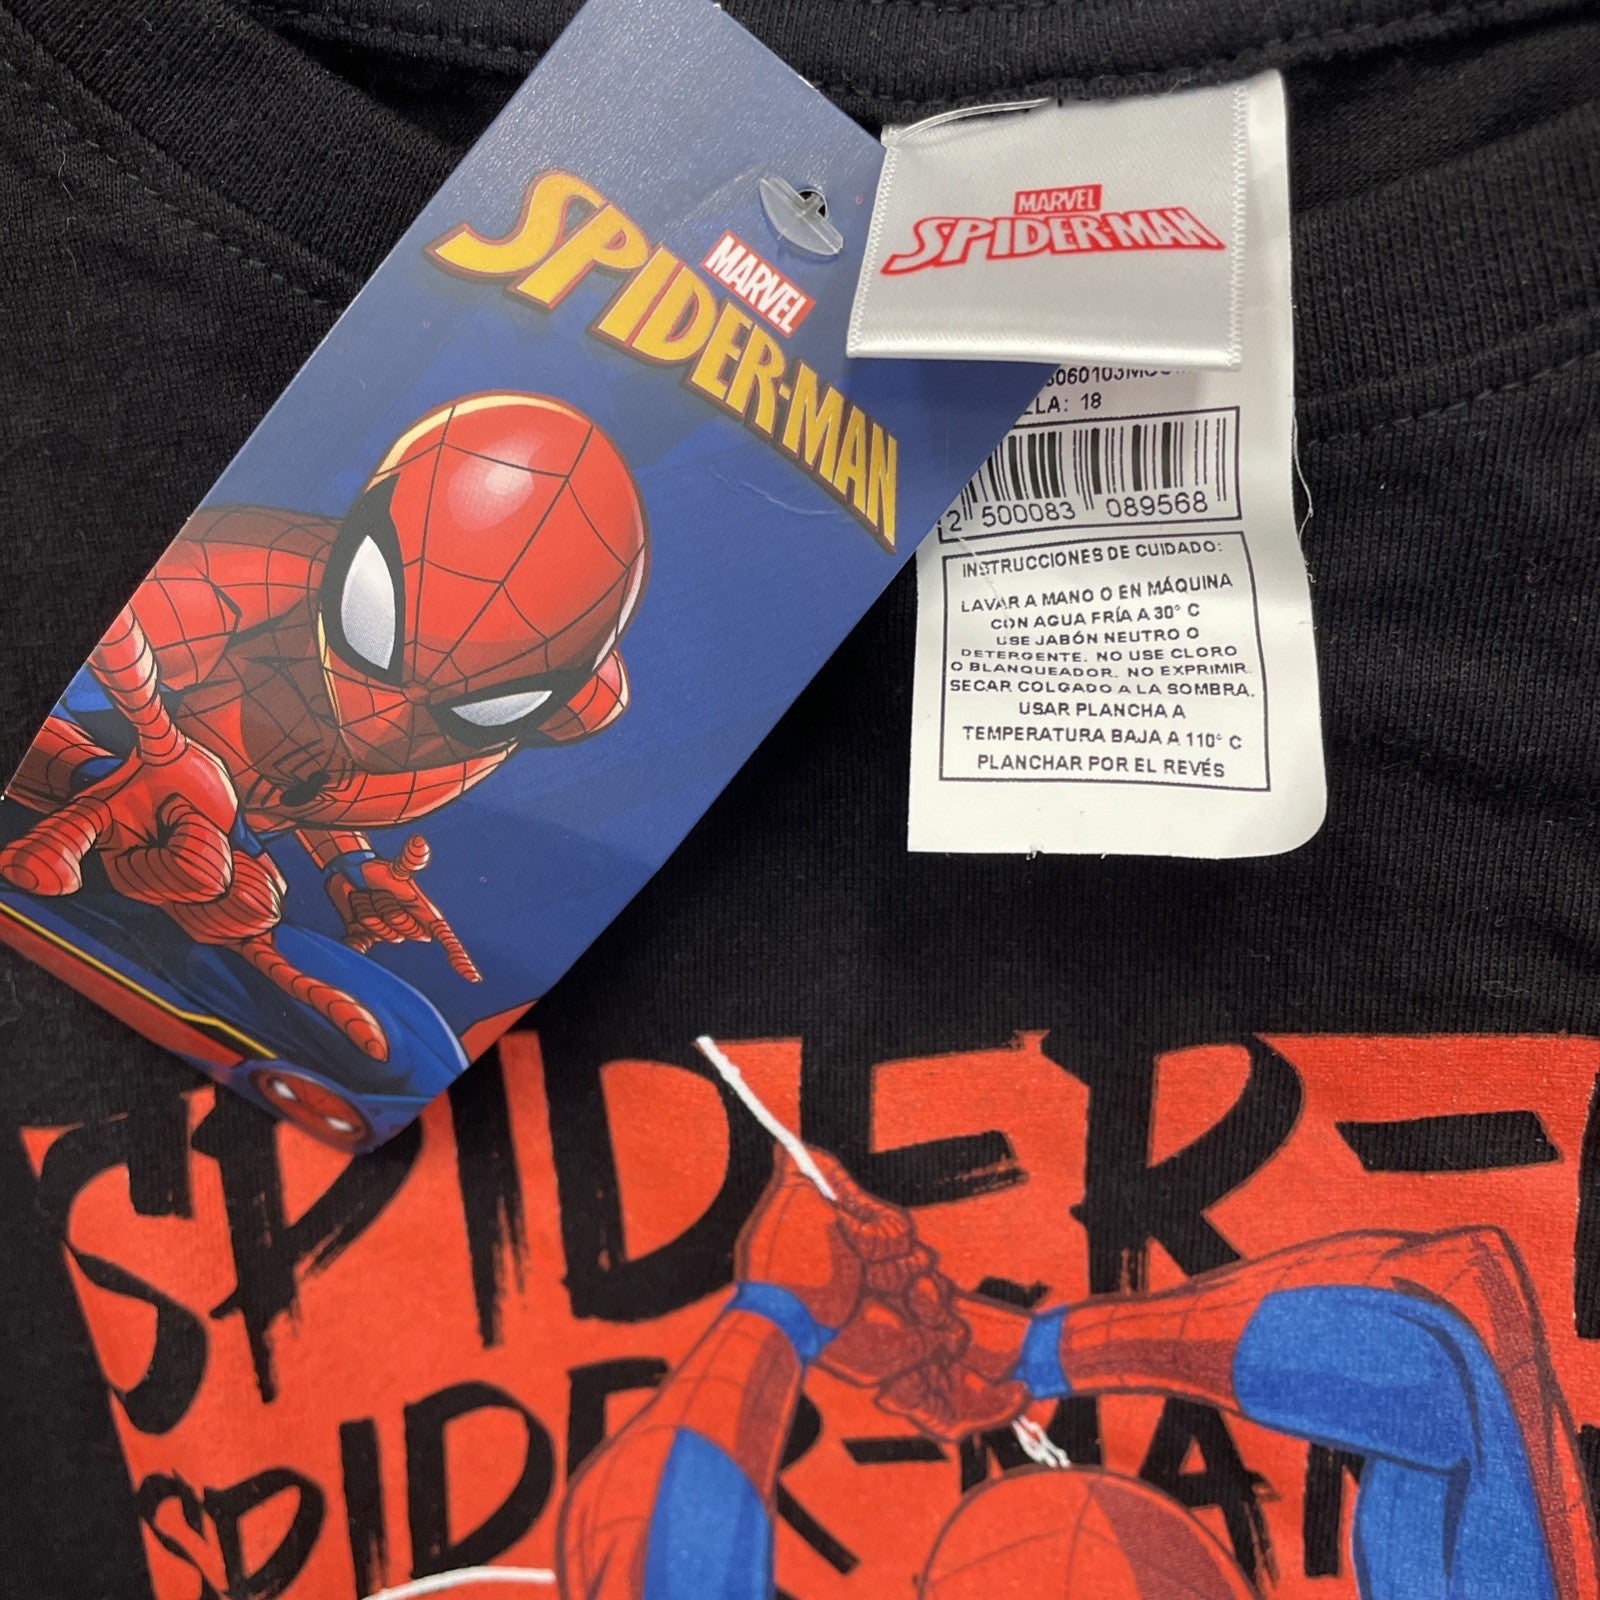 MARVEL
SPIDER-MAN
MARVEL
SPIDER-MAN
LLA: 18
2 500083 089568
INSTRUCCIONES DE CUIDADO:
LAVAR A MANO O EN MÁQUINA
CON AGUA FRÍA A 30° C
USE JABÓN NEUTRO O
DETERGENTE. NO USE CLORO
O BLANQUEADOR. NO EXPRIMIR.
SECAR COLGADO A LA SOMBRA.
USAR PLANCHA A
TEMPERATURA BAJA A 110° C
PLANCHAR POR EL REVÉS
SPIDER-
SPIDER-MAN